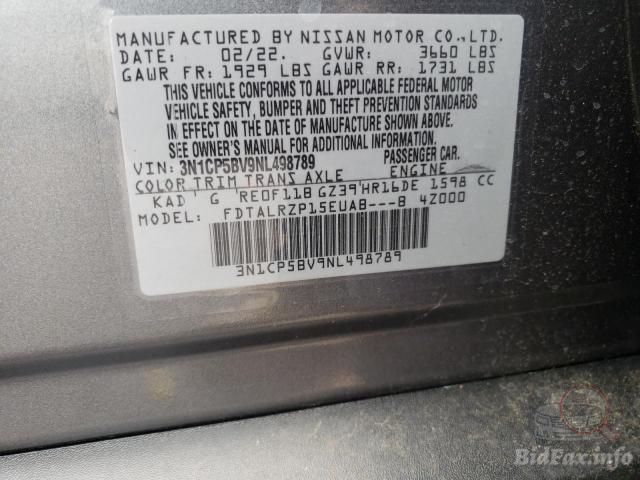 MANUFACTURED BY NISSAN MOTOR CO.,LTD.
DATE: 02/22. GVWR: 3660 LBS
GAWR FR: 1929 LBS GAWR RR: 1731 LBS
THIS VEHICLE CONFORMS TO ALL APPLICABLE FEDERAL MOTOR
VEHICLE SAFETY, BUMPER AND THEFT PREVENTION STANDARDS
IN EFFECT ON THE DATE OF MANUFACTURE SHOWN ABOVE.
SEE OWNER'S MANUAL FOR ADDITIONAL INFORMATION.
VIN: 3N1CP5BV9NL498789 PASSENGER CAR.
COLOR TRIM TRANS AXLE ENGINE
KAD G RE0F11B GZ39 HR16DE 1598 CC
MODEL: FDTALRZP15EUA8---B 4Z000
3N1CP5BV9NL498789
BidFax.info